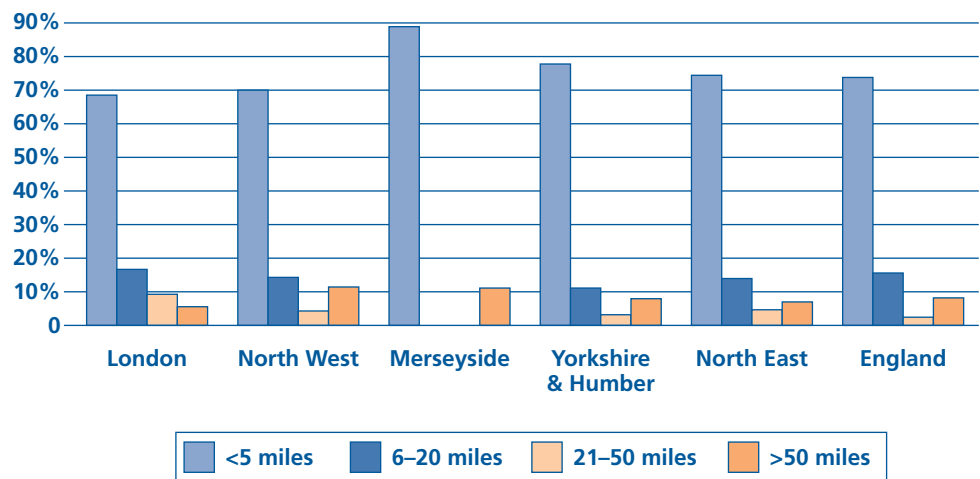 90%
80%
70%
60%
50%
40%
30%
20%
10%
0
London
North West
Merseyside
Yorkshire
& Humber
North East
England
<5 miles
6–20 miles
21–50 miles
>50 miles